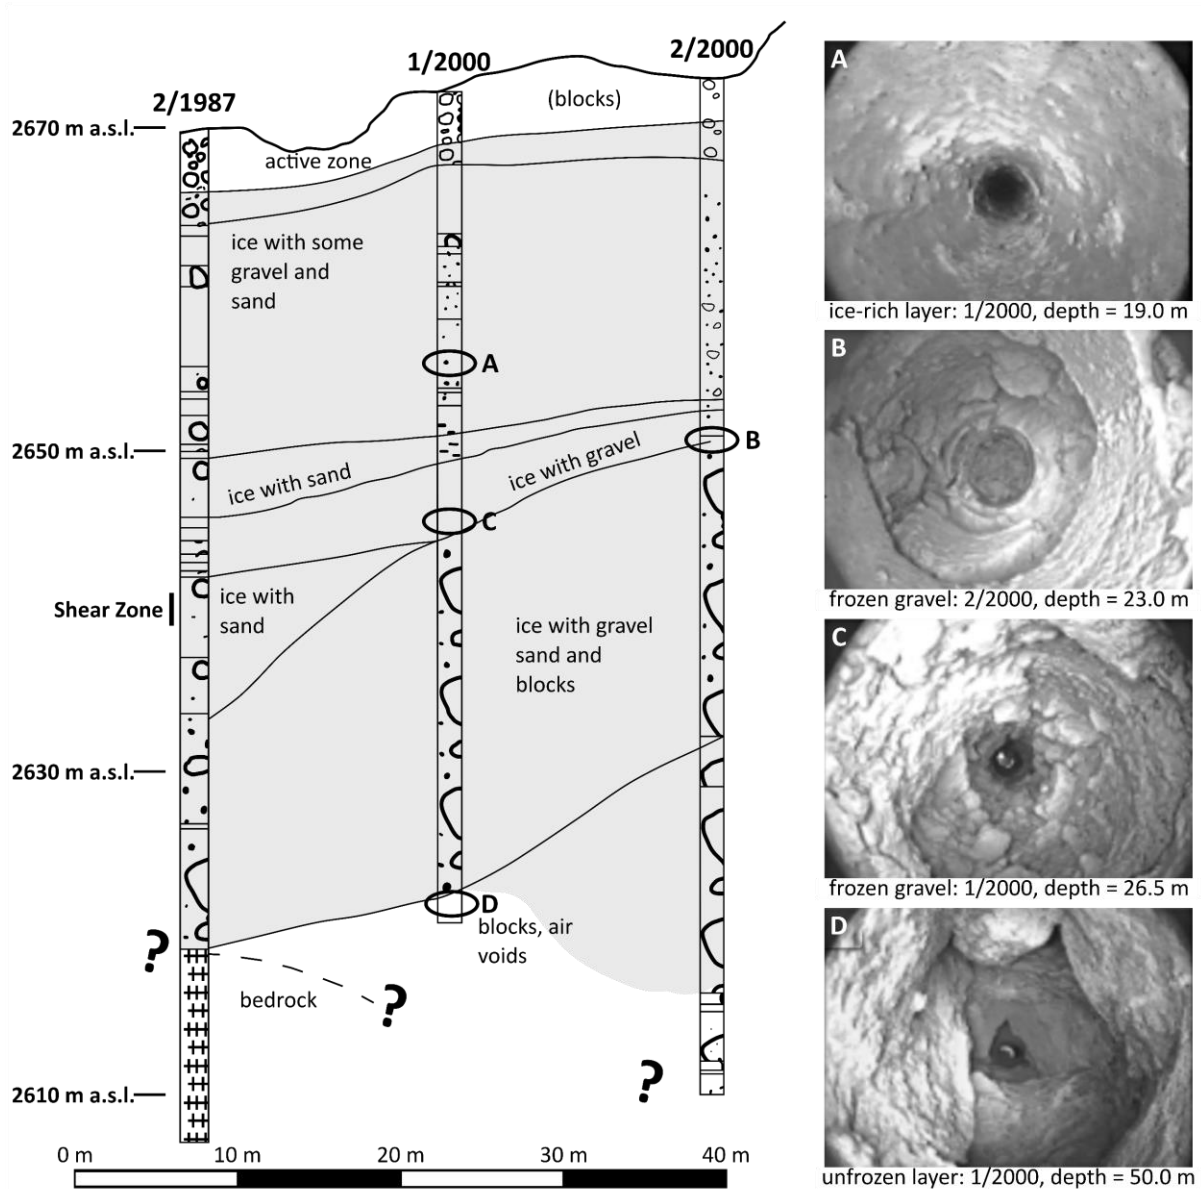 2/1987
1/2000
2/2000
2670 m a.s.l.
(blocks)
active zone
ice with some
gravel and
sand
A
2650 m a.s.l.
B
ice with sand
ice with gravel
C
Shear Zone
ice with
sand
ice with gravel
sand and
blocks
2630 m a.s.l.
D
blocks, air
voids
?
bedrock
?
?
2610 m a.s.l.
0 m
10 m
20 m
30 m
40 m
A
ice-rich layer: 1/2000, depth = 19.0 m
B
frozen gravel: 2/2000, depth = 23.0 m
C
frozen gravel: 1/2000, depth = 26.5 m
D
unfrozen layer: 1/2000, depth = 50.0 m